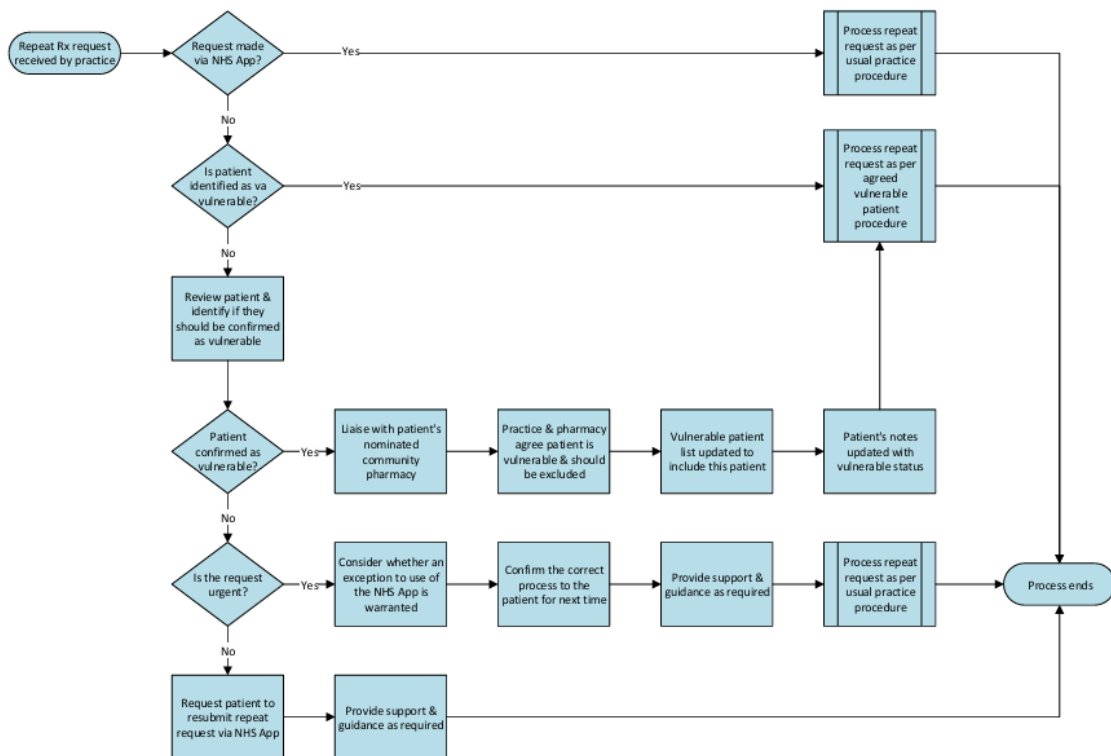 Repeat Rx request
received by practice
Request made
via NHS App?
Yes
Process repeat
request as per
usual practice
procedure
No
Is patient
identified as va
vulnerable?
Yes
Process repeat
request as per
agreed
vulnerable
patient
procedure
No
Review patient &
identify if they
should be confirmed
as vulnerable
Patient
confirmed as
vulnerable?
Yes
Liaise with patient's
nominated
community
pharmacy
Practice & pharmacy
agree patient is
vulnerable & should
be excluded
Vulnerable patient
list updated to
include this patient
Patient's notes
updated with
vulnerable status
No
Is the request
urgent?
Yes
Consider whether an
exception to use of
the NHS App is
warranted
Confirm the correct
process to the
patient for next time
Provide support &
guidance as required
Process repeat
request as per
usual practice
procedure
Process ends
No
Request patient to
resubmit repeat
request via NHS App
Provide support &
guidance as required